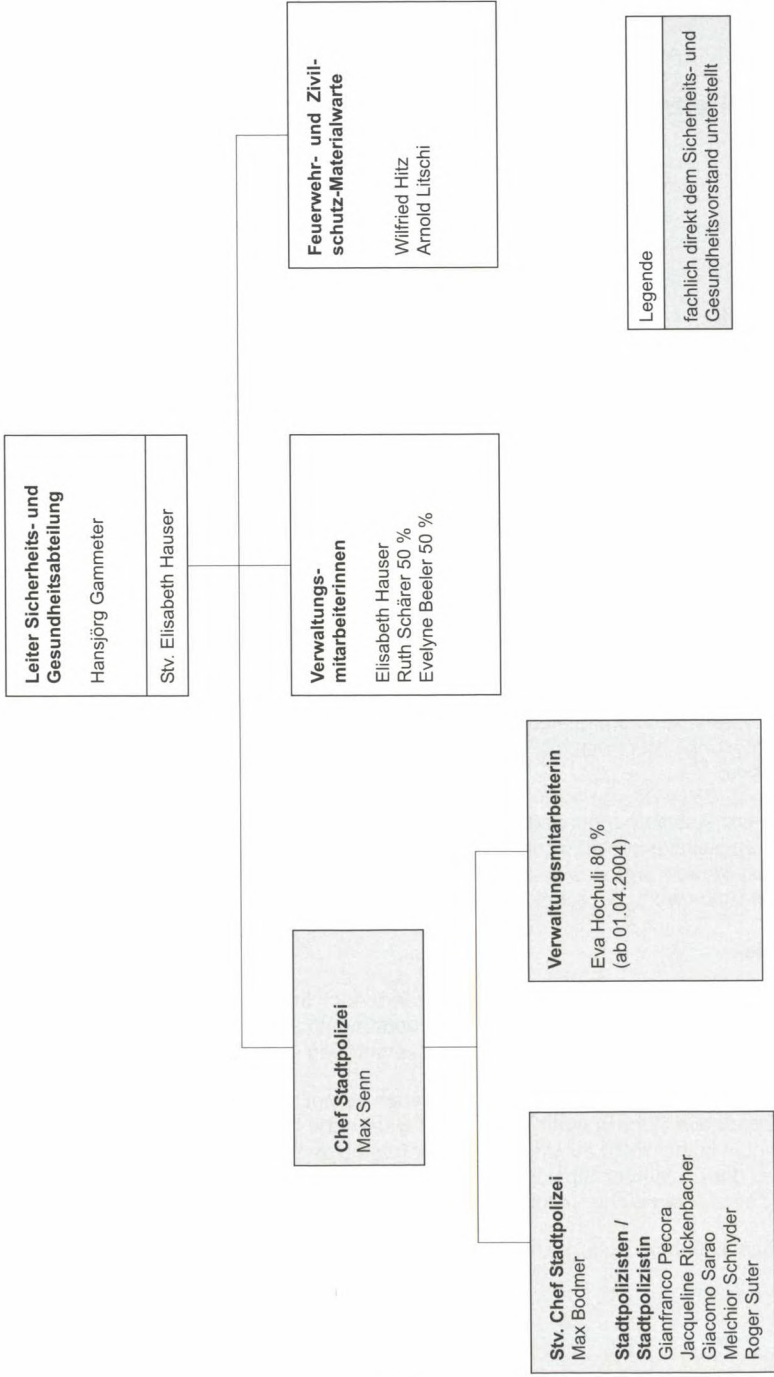 Leiter Sicherheits- und
Gesundheitsabteilung
Hansjörg Gammeter
Stv. Elisabeth Hauser
Chef Stadtpolizei
Max Senn
Verwaltungs-
mitarbeiterinnen
Elisabeth Hauser
Ruth Schärer 50 %
Evelyne Beeler 50 %
Feuerwehr- und Zivil-
schutz-Materialwarte
Wilfried Hitz
Arnold Litschi
Stv. Chef Stadtpolizei
Max Bodmer
Stadtpolizisten /
Stadtpolizistin
Gianfranco Pecora
Jacqueline Rickenbacher
Giacomo Sarao
Melchior Schnyder
Roger Suter
Verwaltungsmitarbeiterin
Eva Hochuli 80 %
(ab 01.04.2004)
Legende
fachlich direkt dem Sicherheits- und
Gesundheitsvorstand unterstellt